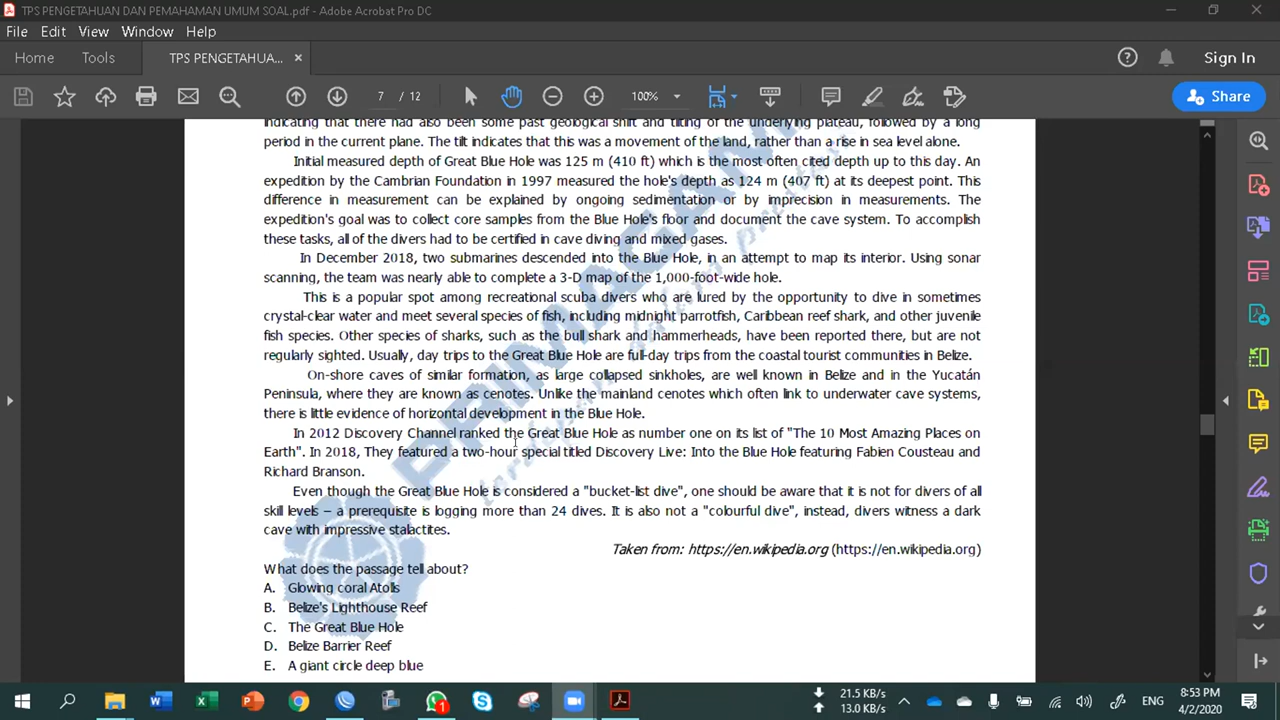 TPS PENGETAHUAN DAN PEMAHAMAN UMUM SOAL.pdf - Adobe Acrobat Pro DC
File Edit View Window Help
Home Tools TPS PENGETAHUA... × Sign In
7 / 12 100% Share
indicating that there had also been some past geological shift and tilting of the underlying plateau, followed by a long
period in the current plane. The tilt indicates that this was a movement of the land, rather than a rise in sea level alone.
Initial measured depth of Great Blue Hole was 125 m (410 ft) which is the most often cited depth up to this day. An
expedition by the Cambrian Foundation in 1997 measured the hole's depth as 124 m (407 ft) at its deepest point. This
difference in measurement can be explained by ongoing sedimentation or by imprecision in measurements. The
expedition's goal was to collect core samples from the Blue Hole's floor and document the cave system. To accomplish
these tasks, all of the divers had to be certified in cave diving and mixed gases.
In December 2018, two submarines descended into the Blue Hole, in an attempt to map its interior. Using sonar
scanning, the team was nearly able to complete a 3-D map of the 1,000-foot-wide hole.
This is a popular spot among recreational scuba divers who are lured by the opportunity to dive in sometimes
crystal-clear water and meet several species of fish, including midnight parrotfish, Caribbean reef shark, and other juvenile
fish species. Other species of sharks, such as the bull shark and hammerheads, have been reported there, but are not
regularly sighted. Usually, day trips to the Great Blue Hole are full-day trips from the coastal tourist communities in Belize.
On-shore caves of similar formation, as large collapsed sinkholes, are well known in Belize and in the Yucatán
Peninsula, where they are known as cenotes. Unlike the mainland cenotes which often link to underwater cave systems,
there is little evidence of horizontal development in the Blue Hole.
In 2012 Discovery Channel ranked the Great Blue Hole as number one on its list of "The 10 Most Amazing Places on
Earth". In 2018, They featured a two-hour special titled Discovery Live: Into the Blue Hole featuring Fabien Cousteau and
Richard Branson.
Even though the Great Blue Hole is considered a "bucket-list dive", one should be aware that it is not for divers of all
skill levels – a prerequisite is logging more than 24 dives. It is also not a "colourful dive", instead, divers witness a dark
cave with impressive stalactites.
Taken from: https://en.wikipedia.org (https://en.wikipedia.org)
What does the passage tell about?
A. Glowing coral Atolls
B. Belize's Lighthouse Reef
C. The Great Blue Hole
D. Belize Barrier Reef
E. A giant circle deep blue
PRIMAGAMA
21.5 KB/s
13.0 KB/s
1
ENG
8:53 PM
4/2/2020